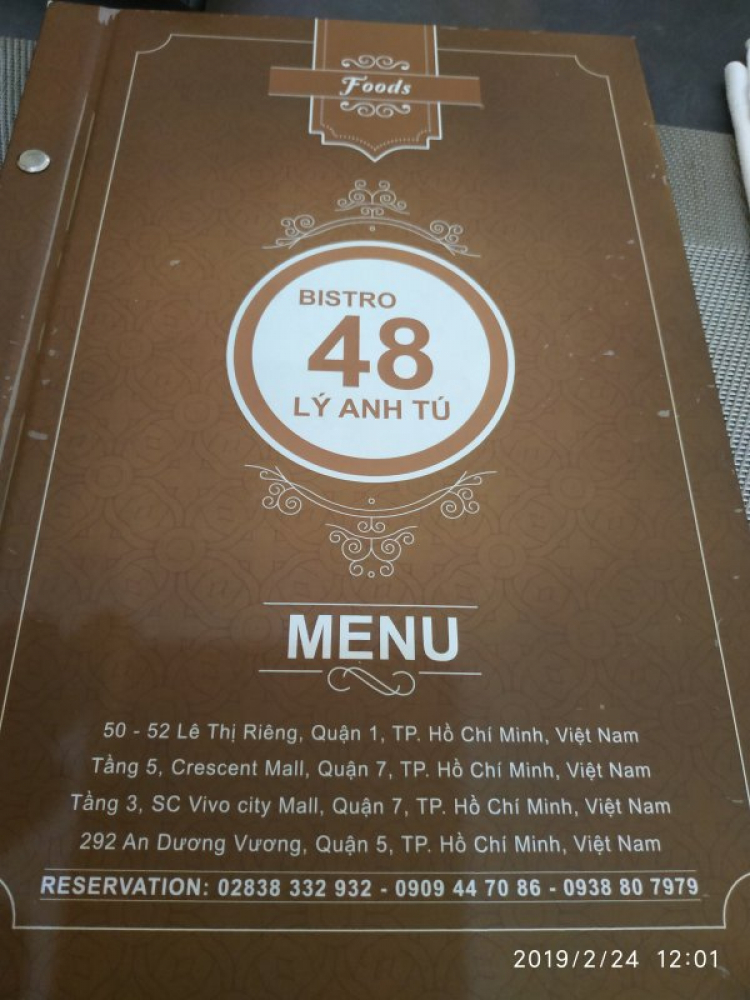 Foods
BISTRO
48
LÝ ANH TÚ
MENU
50 - 52 Lê Thị Riêng, Quận 1, TP. Hồ Chí Minh, Việt Nam
Tầng 5, Crescent Mall, Quận 7, TP. Hồ Chí Minh, Việt Nam
Tầng 3, SC Vivo city Mall, Quận 7, TP. Hồ Chí Minh, Việt Nam
292 An Dương Vương, Quận 5, TP. Hồ Chí Minh, Việt Nam
RESERVATION: 02838 332 932 - 0909 44 70 86 - 0938 80 7979
2019/2/24 12:01